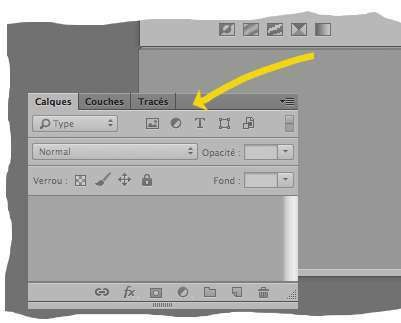 Calques Couches Tracés
Type T
Normal Opacité :
Verrou : Fond :
fx